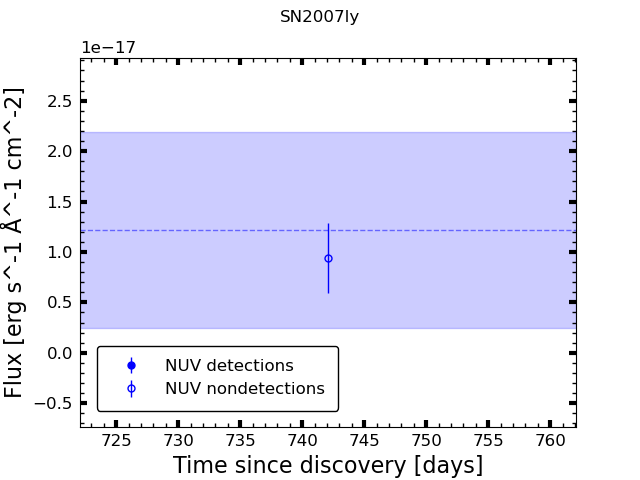 SN2007ly
1e−17
2.5
2.0
1.5
1.0
0.5
0.0
−0.5
Flux [erg s^-1 Å^-1 cm^-2]
NUV detections
NUV nondetections
725 730 735 740 745 750 755 760
Time since discovery [days]